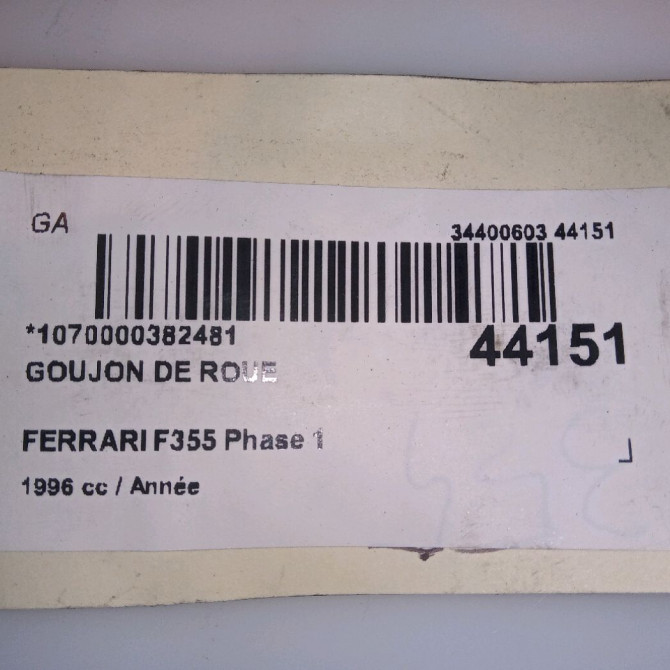 GA
34400603 44151
*1070000382481
44151
GOUJON DE ROUE
FERRARI F355 Phase 1
1996 cc / Année